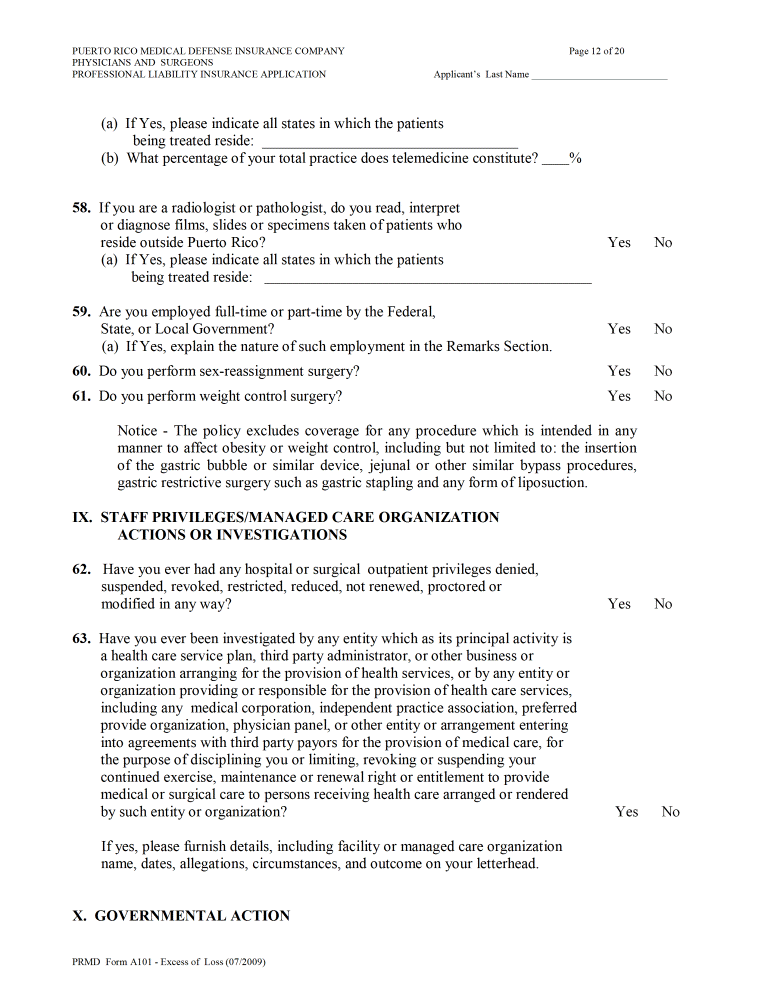 PUERTO RICO MEDICAL DEFENSE INSURANCE COMPANY Page 12 of 20
PHYSICIANS AND SURGEONS
PROFESSIONAL LIABILITY INSURANCE APPLICATION Applicant’s Last Name ___________________________
(a) If Yes, please indicate all states in which the patients
being treated reside: ___________________________________
(b) What percentage of your total practice does telemedicine constitute? ____%
58. If you are a radiologist or pathologist, do you read, interpret
or diagnose films, slides or specimens taken of patients who
reside outside Puerto Rico? Yes No
(a) If Yes, please indicate all states in which the patients
being treated reside: _____________________________________________
59. Are you employed full-time or part-time by the Federal,
State, or Local Government? Yes No
(a) If Yes, explain the nature of such employment in the Remarks Section.
60. Do you perform sex-reassignment surgery? Yes No
61. Do you perform weight control surgery? Yes No
Notice - The policy excludes coverage for any procedure which is intended in any
manner to affect obesity or weight control, including but not limited to: the insertion
of the gastric bubble or similar device, jejunal or other similar bypass procedures,
gastric restrictive surgery such as gastric stapling and any form of liposuction.
IX. STAFF PRIVILEGES/MANAGED CARE ORGANIZATION
ACTIONS OR INVESTIGATIONS
62. Have you ever had any hospital or surgical outpatient privileges denied,
suspended, revoked, restricted, reduced, not renewed, proctored or
modified in any way? Yes No
63. Have you ever been investigated by any entity which as its principal activity is
a health care service plan, third party administrator, or other business or
organization arranging for the provision of health services, or by any entity or
organization providing or responsible for the provision of health care services,
including any medical corporation, independent practice association, preferred
provide organization, physician panel, or other entity or arrangement entering
into agreements with third party payors for the provision of medical care, for
the purpose of disciplining you or limiting, revoking or suspending your
continued exercise, maintenance or renewal right or entitlement to provide
medical or surgical care to persons receiving health care arranged or rendered
by such entity or organization? Yes No
If yes, please furnish details, including facility or managed care organization
name, dates, allegations, circumstances, and outcome on your letterhead.
X. GOVERNMENTAL ACTION
PRMD Form A101 - Excess of Loss (07/2009)